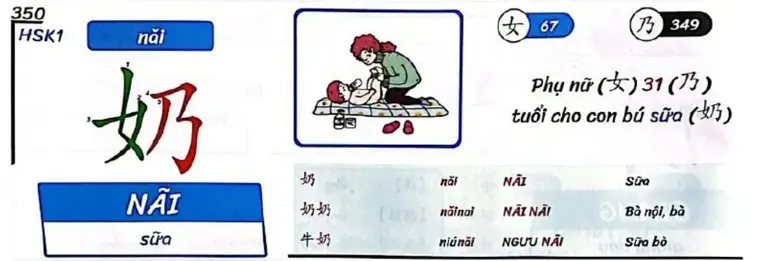 350
HSK1
nǎi
奶
NÃI
sữa
女 67
乃 349
Phụ nữ (女) 31 (乃)
tuổi cho con bú sữa (奶)
奶 nǎi NÃI Sữa
奶奶 nǎinai NÃI NÃI Bà nội, bà
牛奶 niúnǎi NGƯU NÃI Sữa bò